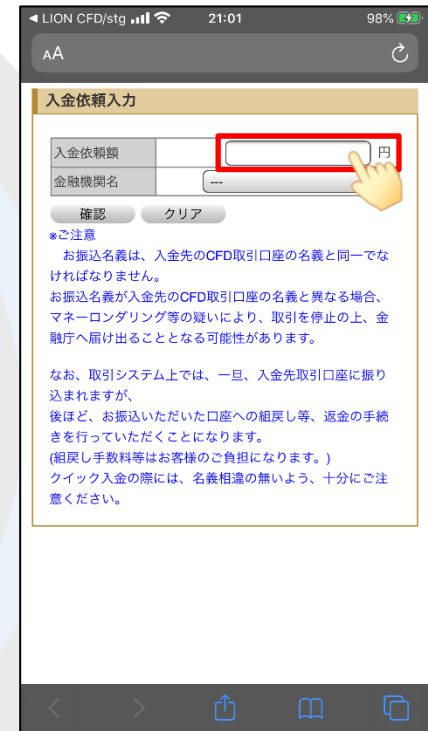 LION CFD/stg 21:01 98%
AA
入金依頼入力
入金依頼額 円
金融機関名 ---
確認 クリア
※ご注意
お振込名義は、入金先のCFD取引口座の名義と同一でな
ければなりません。
お振込名義が入金先のCFD取引口座の名義と異なる場合、
マネーロンダリング等の疑いにより、取引を停止の上、金
融庁へ届け出ることとなる可能性があります。
なお、取引システム上では、一旦、入金先取引口座に振り
込まれますが、
後ほど、お振込いただいた口座への組戻し等、返金の手続
きを行っていただくことになります。
(組戻し手数料等はお客様のご負担になります。)
クイック入金の際には、名義相違の無いよう、十分にご注
意ください。